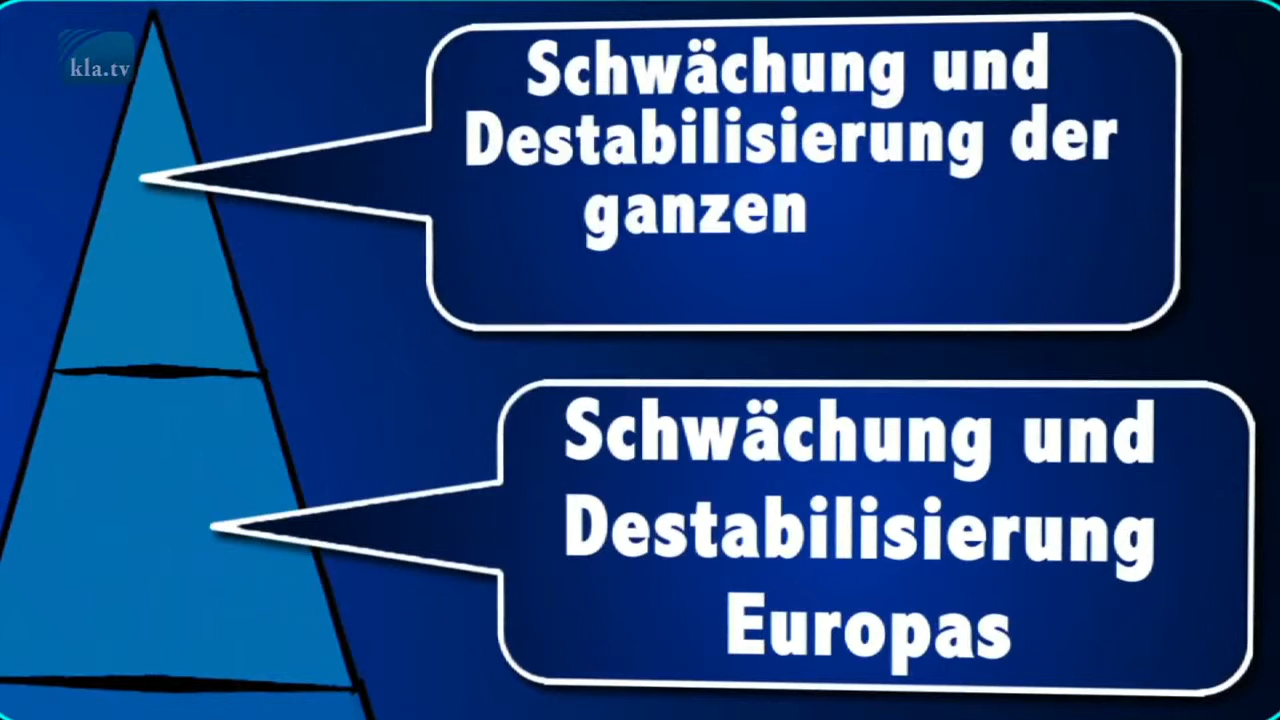 kla.tv
Schwächung und
Destabilisierung der
ganzen
Schwächung und
Destabilisierung
Europas